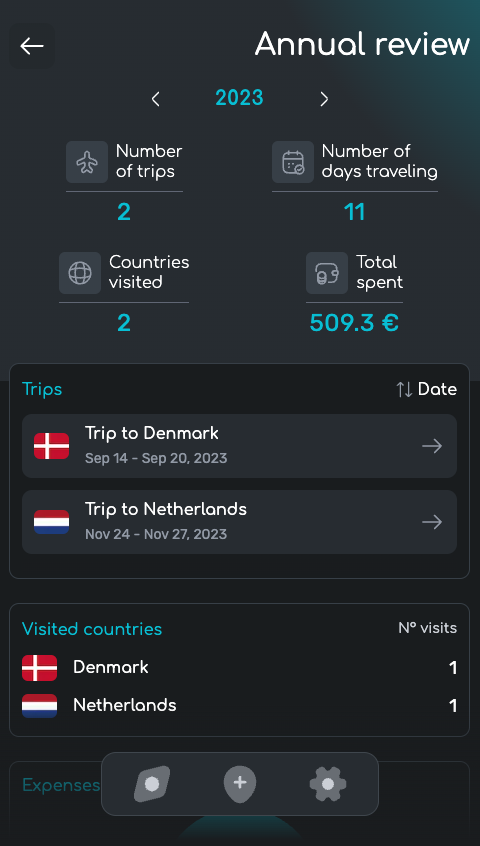 Annual review
2023
Number
of trips
2
Number of
days traveling
11
Countries
visited
2
Total
spent
509.3 €
Trips
Date
Trip to Denmark
Sep 14 - Sep 20, 2023
Trip to Netherlands
Nov 24 - Nov 27, 2023
Visited countries
Nº visits
Denmark
1
Netherlands
1
Expenses